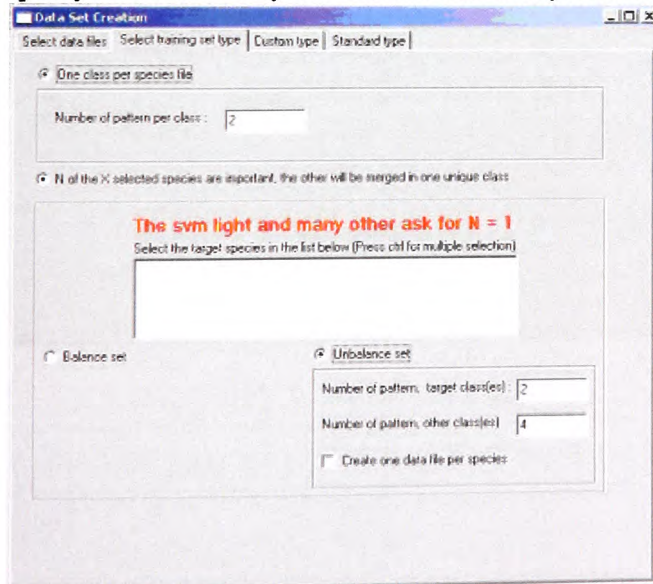 Data Set Creation
Select data files Select training set type Custom type Standard type
One class per species file
Number of pattern per class :
2
N of the X selected species are important, the other will be merged in one unique class
The svm light and many other ask for N = 1
Select the target species in the list below (Press ctrl for multiple selection)
Balance set
Unbalance set
Number of pattern, target class(es) : 2
Number of pattern, other class(es) 4
Create one data file per species